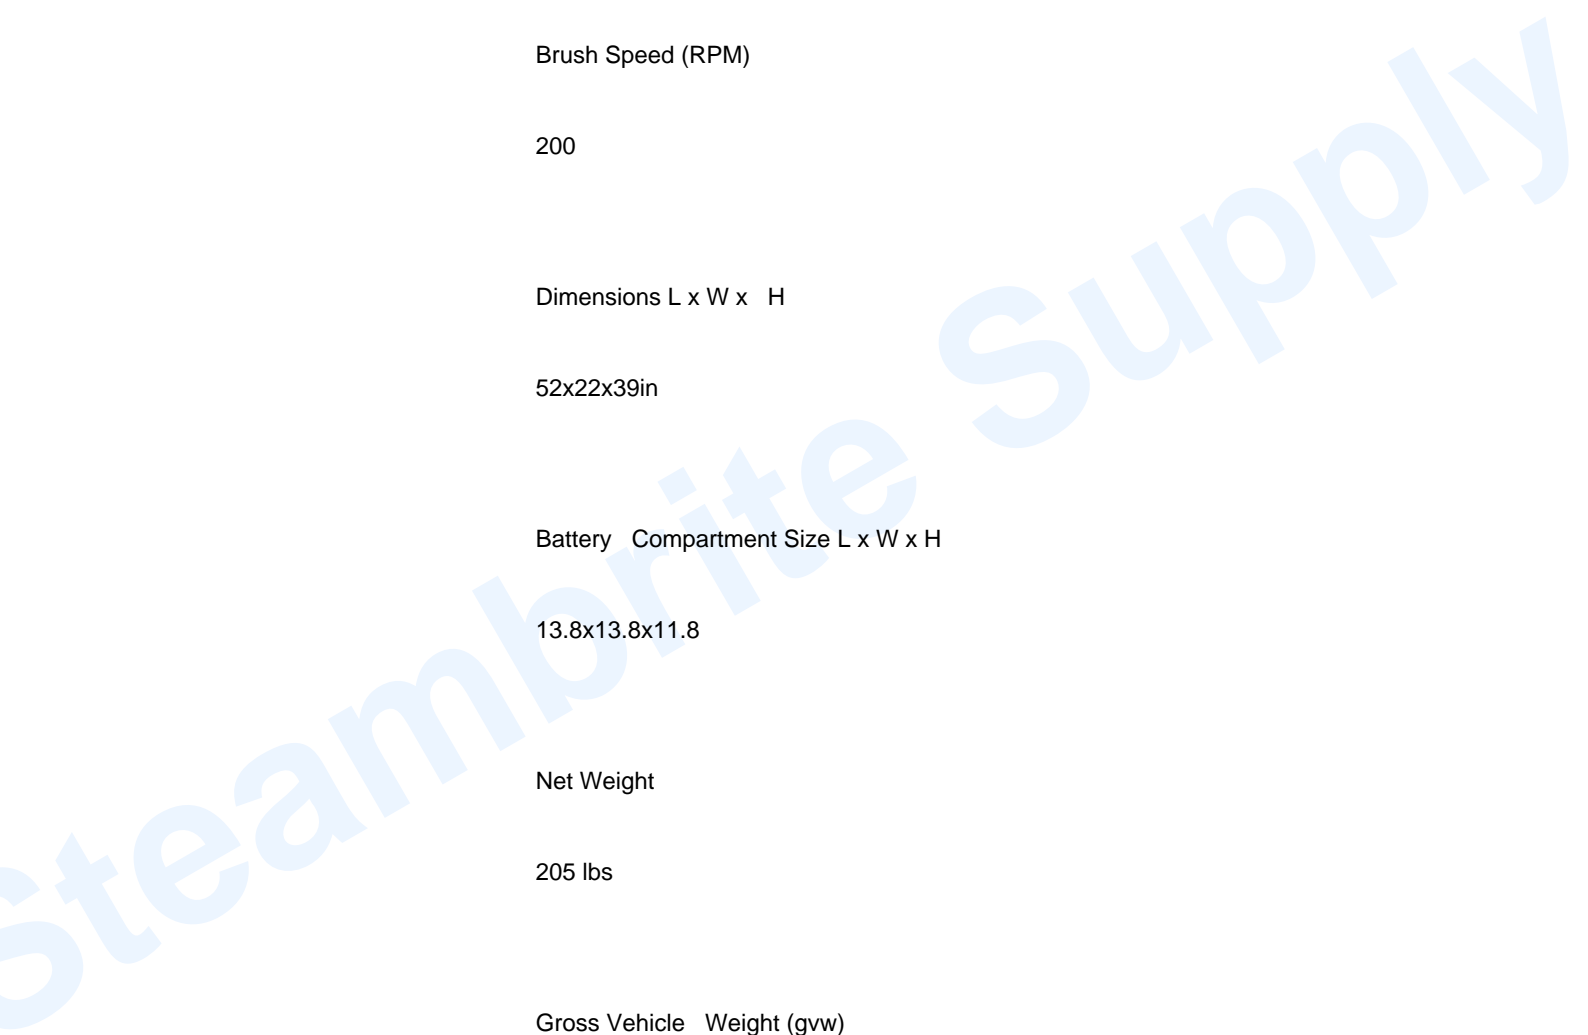 Brush Speed (RPM)
200
Dimensions L x W x   H
52x22x39in
Battery   Compartment Size L x W x H
13.8x13.8x11.8
Net Weight
205 lbs
Gross Vehicle   Weight (gvw)
Steambrite Supply